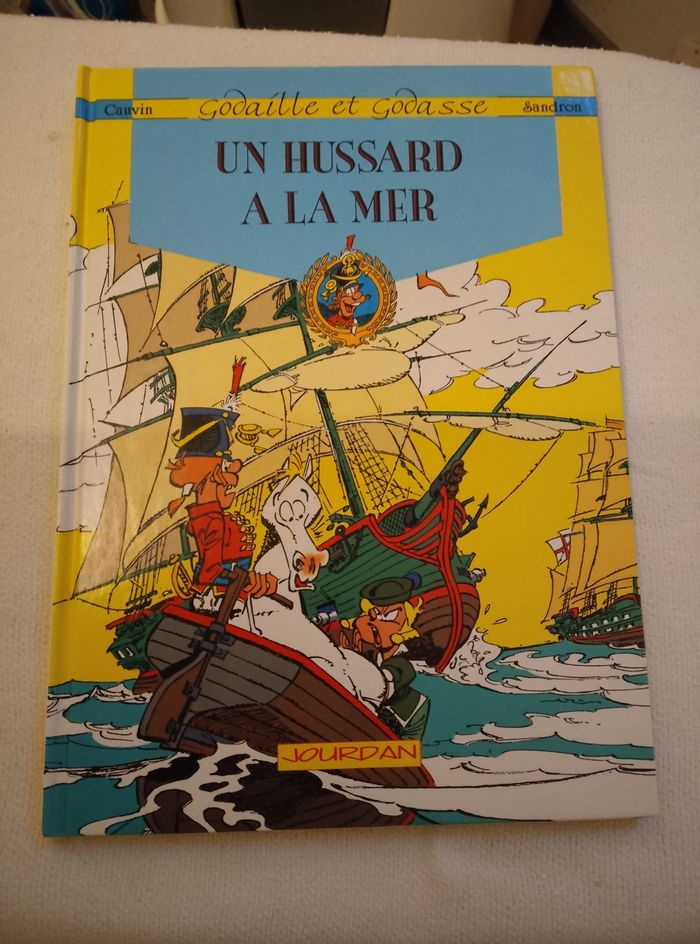 Cauvin Godaille et Godasse Sandron
UN HUSSARD
A LA MER
JOURDAN